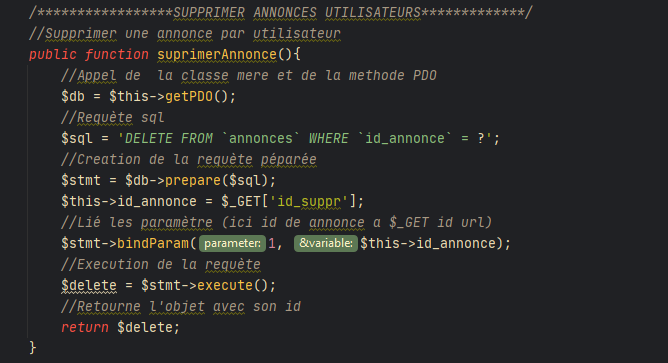 /*****************SUPPRIMER ANNONCES UTILISATEURS*************/
//Supprimer une annonce par utilisateur
public function suprimerAnnonce(){
//Appel de  la classe mere et de la methode PDO
$db = $this->getPDO();
//Requète sql
$sql = 'DELETE FROM `annonces` WHERE `id_annonce` = ?';
//Creation de la requète péparée
$stmt = $db->prepare($sql);
$this->id_annonce = $_GET['id_suppr'];
//Lié les paramètre (ici id de annonce a $_GET id url)
$stmt->bindParam( parameter: 1, &variable: $this->id_annonce);
//Execution de la requète
$delete = $stmt->execute();
//Retourne l'objet avec son id
return $delete;
}